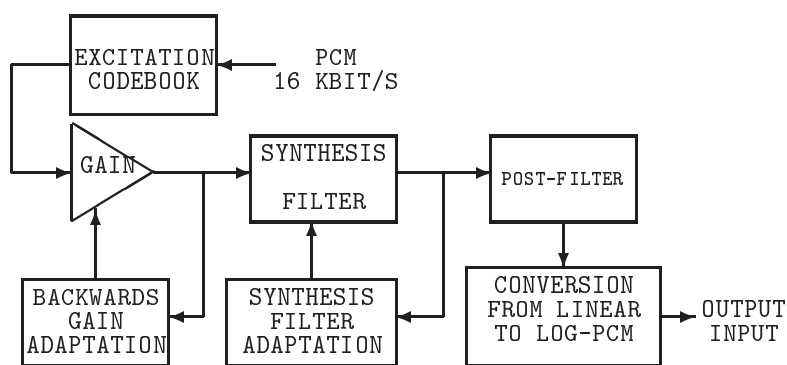 EXCITATION
CODEBOOK
PCM
16 KBIT/S
GAIN
SYNTHESIS
FILTER
POST-FILTER
BACKWARDS
GAIN
ADAPTATION
SYNTHESIS
FILTER
ADAPTATION
CONVERSION
FROM LINEAR
TO LOG-PCM
OUTPUT
INPUT